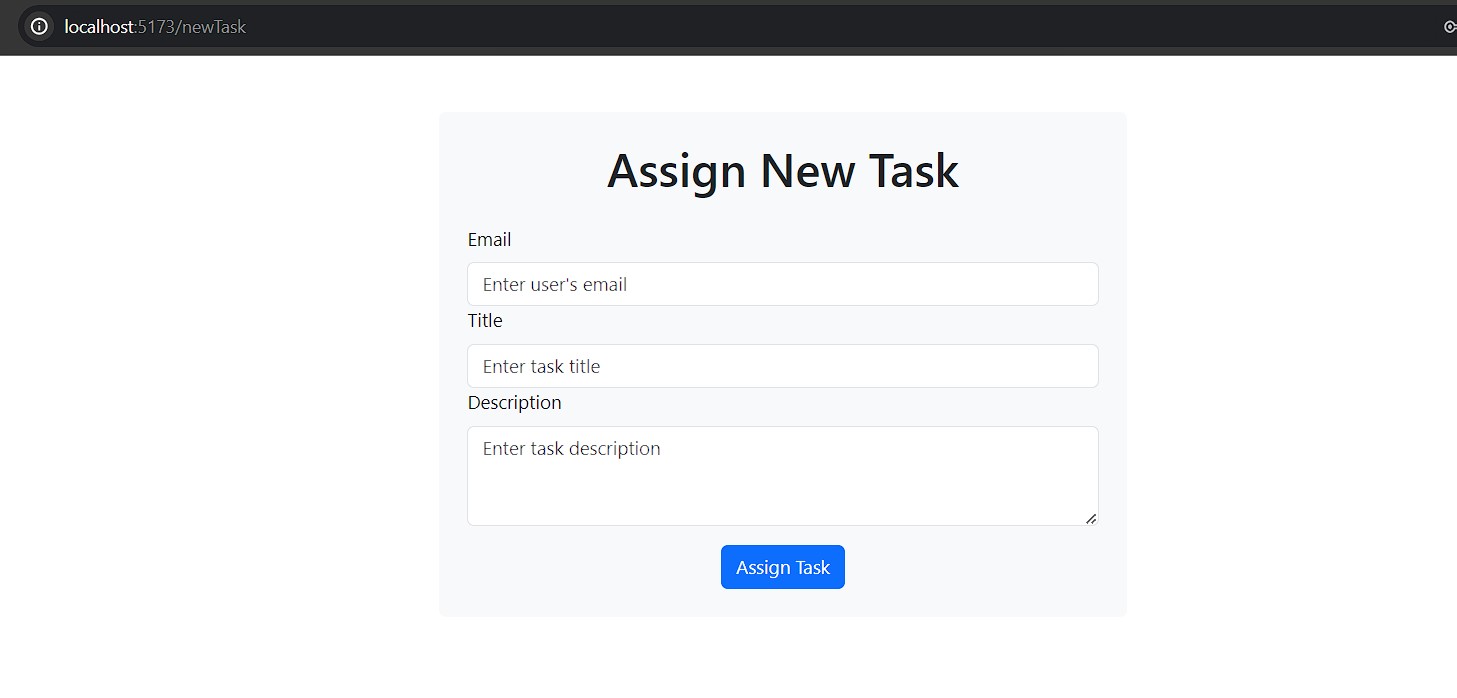 localhost:5173/newTask
Assign New Task
Email
Enter user's email
Title
Enter task title
Description
Enter task description
Assign Task